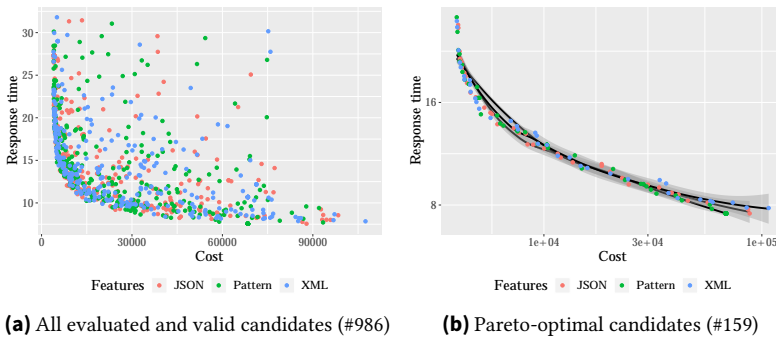 30
25
20
15
10
0
30000
60000
90000
Response time
Cost
Features JSON Pattern XML
(a) All evaluated and valid candidates (#986)
16
8
1e+04
3e+04
1e+05
Response time
Cost
Features JSON Pattern XML
(b) Pareto-optimal candidates (#159)